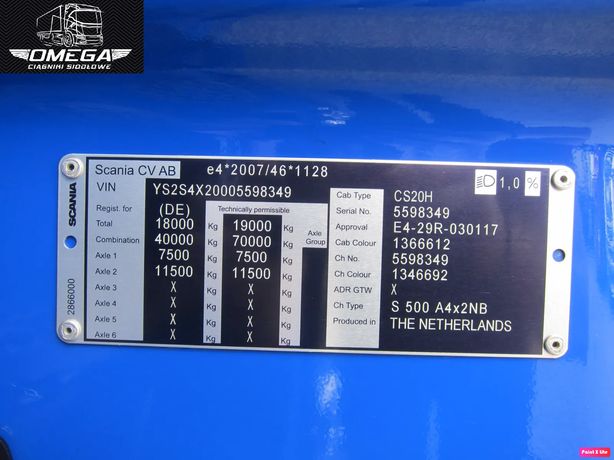 OMEGA
CIĄGNIKI SIODŁOWE
Scania CV AB e4*2007/46*1128
VIN YS2S4X20005598349
1,0 %
SCANIA
2866000
Regist. for (DE) Technically permissible
Total 18000 Kg 19000 Kg Axle Group
Combination 40000 Kg 70000 Kg
Axle 1 7500 Kg 7500 Kg
Axle 2 11500 Kg 11500 Kg
Axle 3 X Kg X Kg
Axle 4 X Kg X Kg
Axle 5 X Kg X Kg
Axle 6 X Kg X Kg
Cab Type CS20H
Serial No. 5598349
Approval E4-29R-030117
Cab Colour 1366612
Ch No. 5598349
Ch Colour 1346692
ADR GTW X
Ch Type S 500 A4x2NB
Produced in THE NETHERLANDS
Paint X Lite